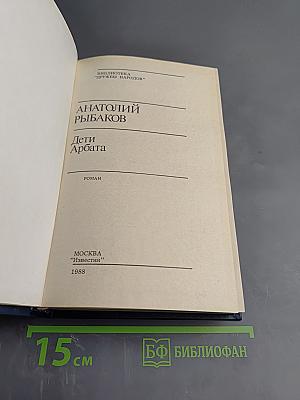 БИБЛИОТЕКА
"ДРУЖБЫ НАРОДОВ"
АНАТОЛИЙ
РЫБАКОВ
Дети
Арбата
РОМАН
МОСКВА
"Известия"
1988
15 см
БФ БИБЛИОФАН